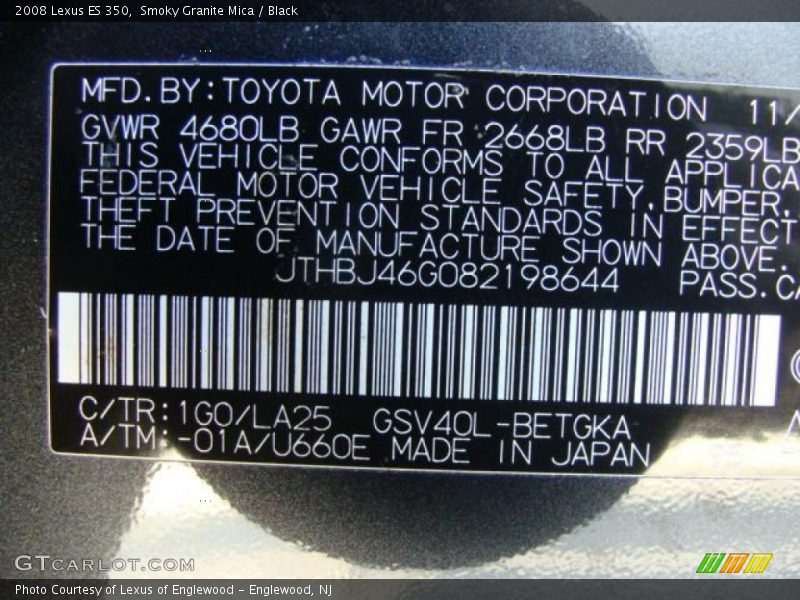 2008 Lexus ES 350, Smoky Granite Mica / Black
MFD.BY:TOYOTA MOTOR CORPORATION 11/
GVWR 4680LB GAWR FR 2668LB RR 2359LB
THIS VEHICLE CONFORMS TO ALL APPLICA
FEDERAL MOTOR VEHICLE SAFETY,BUMPER,
THEFT PREVENTION STANDARDS IN EFFECT
THE DATE OF MANUFACTURE SHOWN ABOVE.
JTHBJ46G082198644 PASS.CA
C/TR:1G0/LA25 GSV40L-BETGKA
A/TM:-01A/U660E MADE IN JAPAN
GTCARLOT.COM
Photo Courtesy of Lexus of Englewood – Englewood, NJ